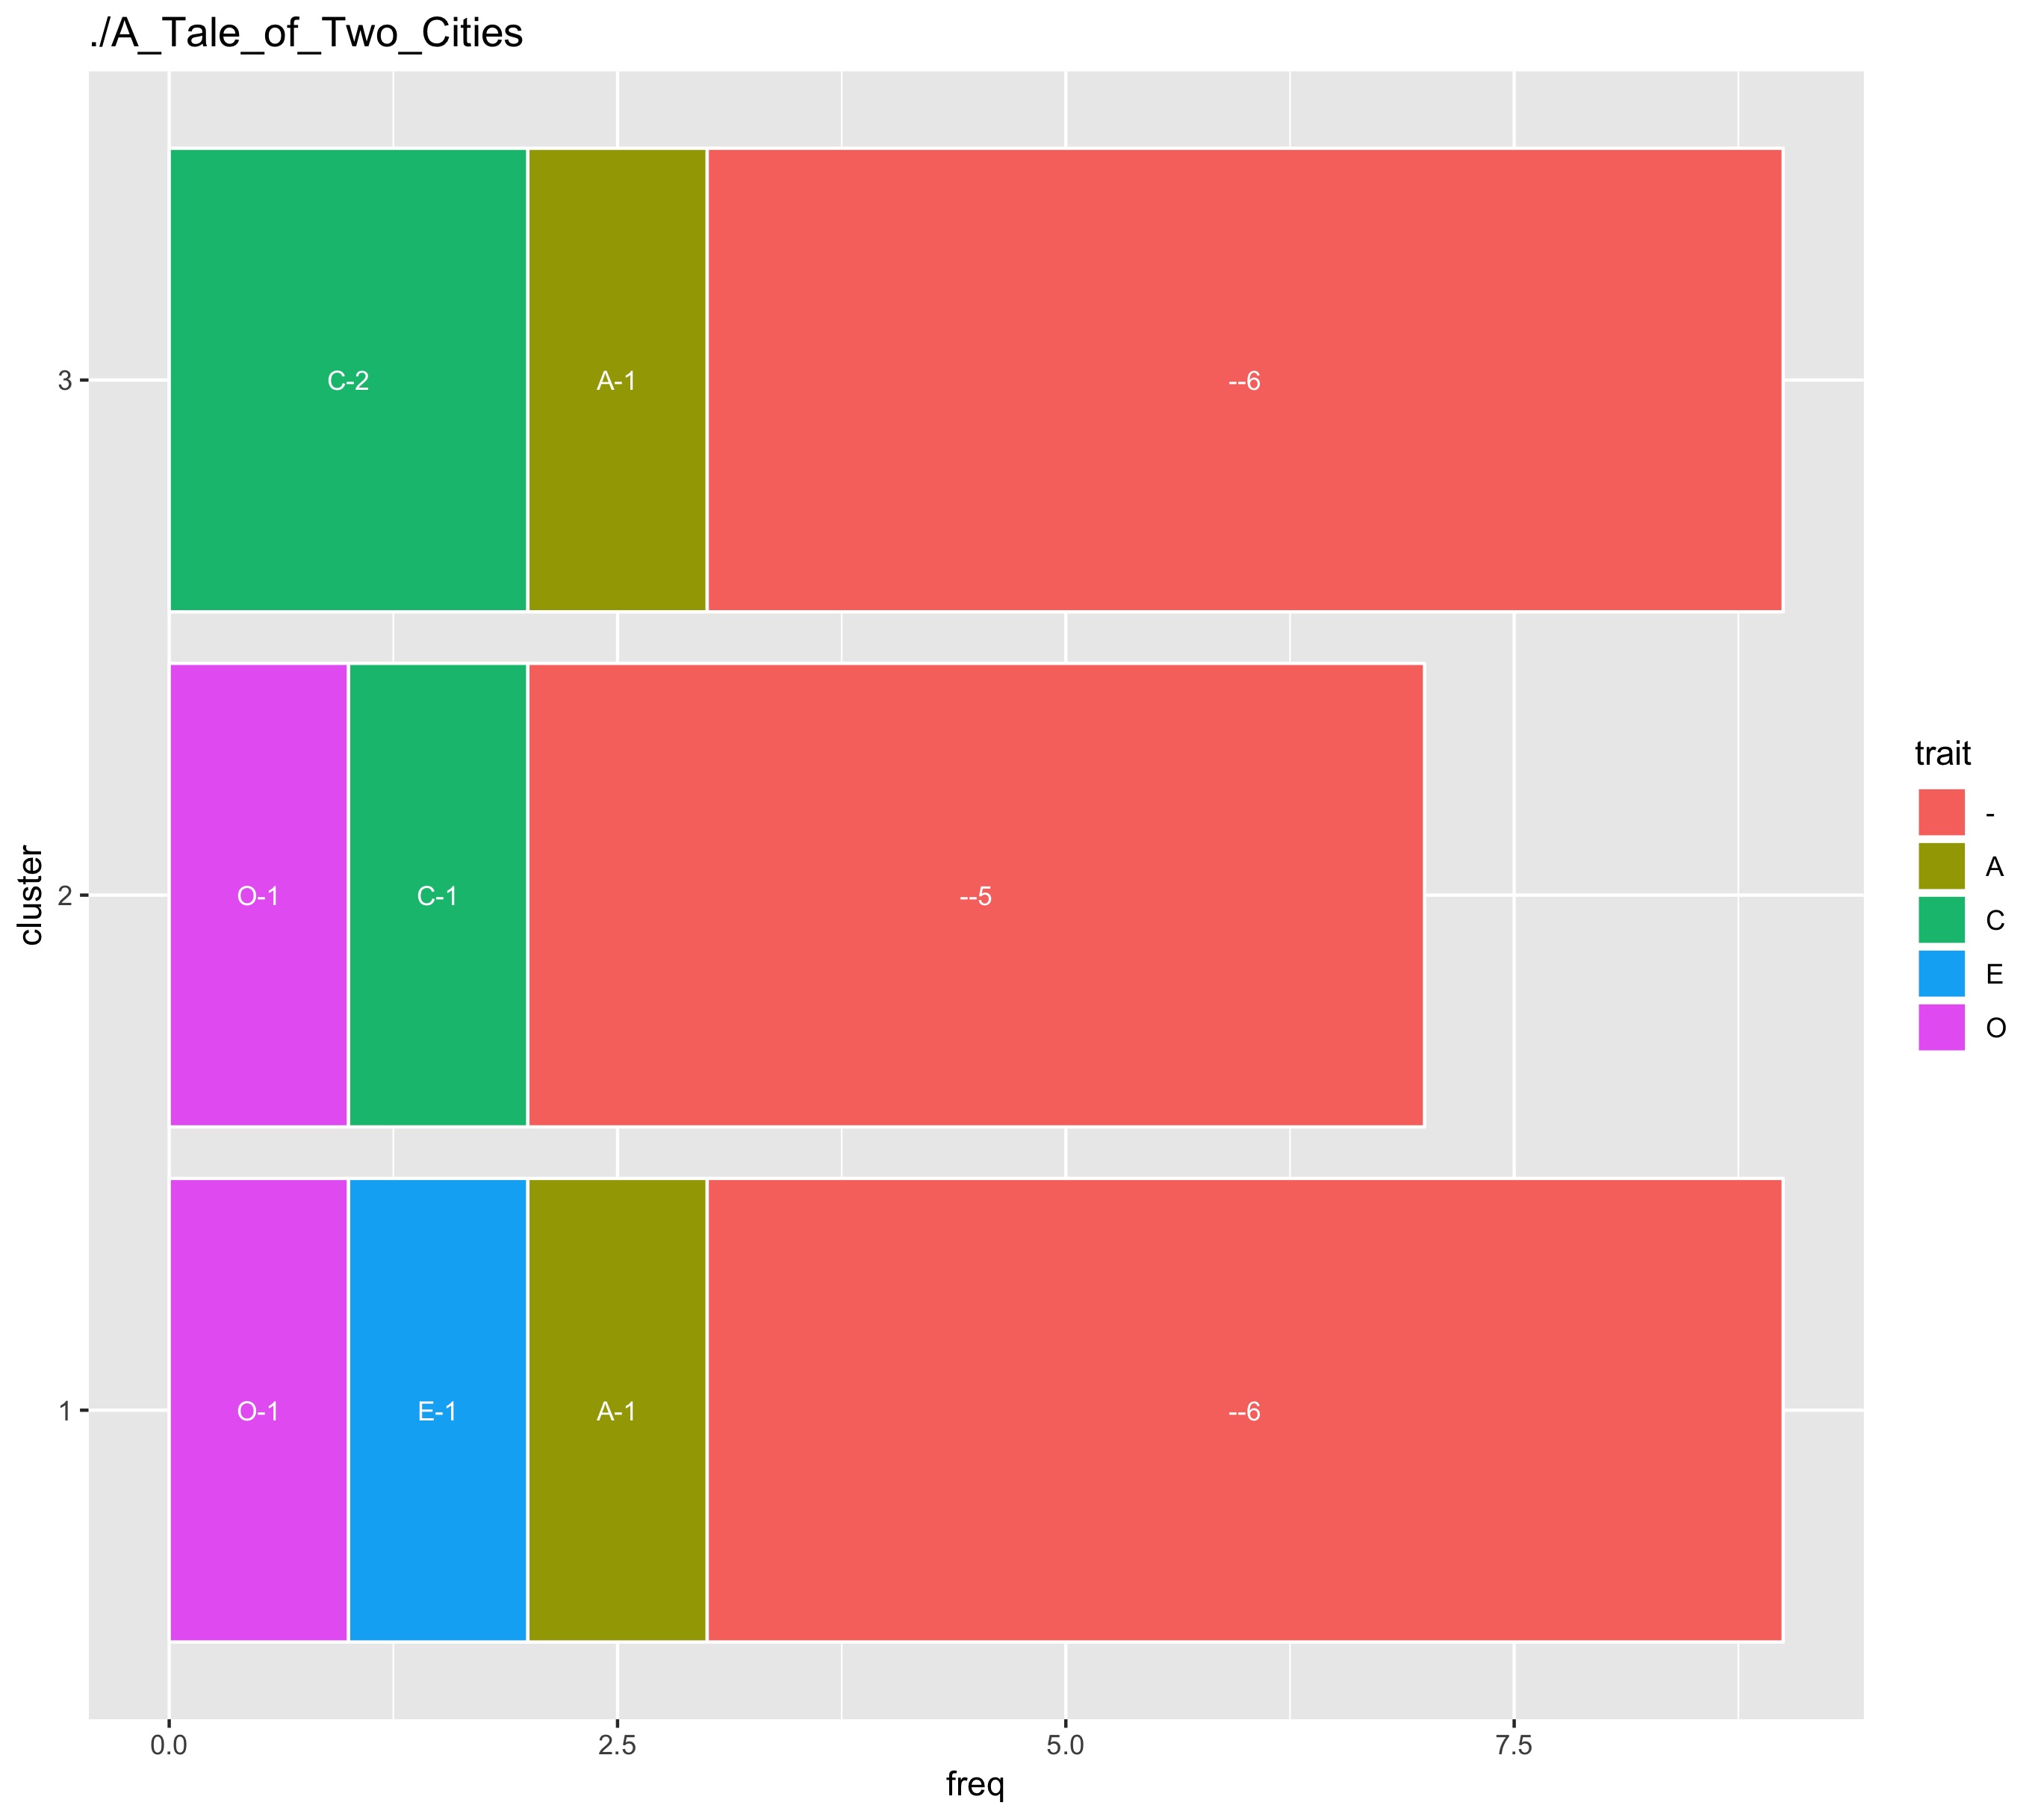 ./A_Tale_of_Two_Cities
3
C-2 A-1 --6
2
O-1 C-1 --5
1
O-1 E-1 A-1 --6
cluster
0.0 2.5 5.0 7.5
freq
trait
-
A
C
E
O